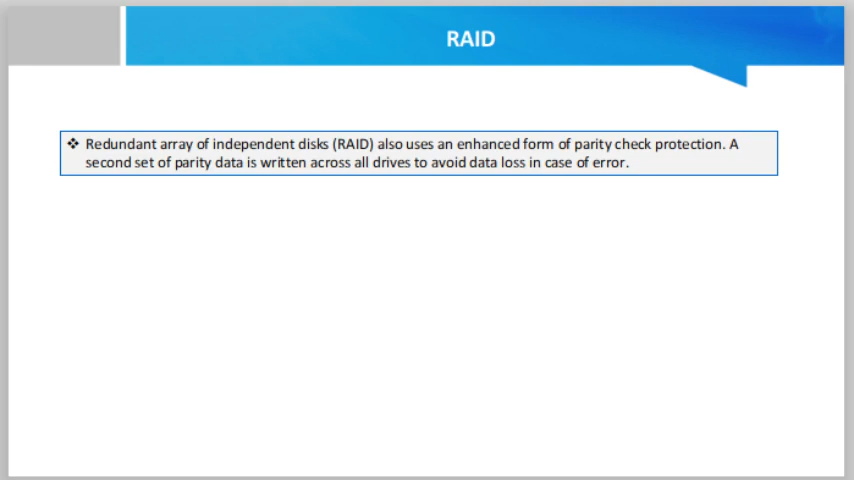 RAID
❖ Redundant array of independent disks (RAID) also uses an enhanced form of parity check protection. A
second set of parity data is written across all drives to avoid data loss in case of error.